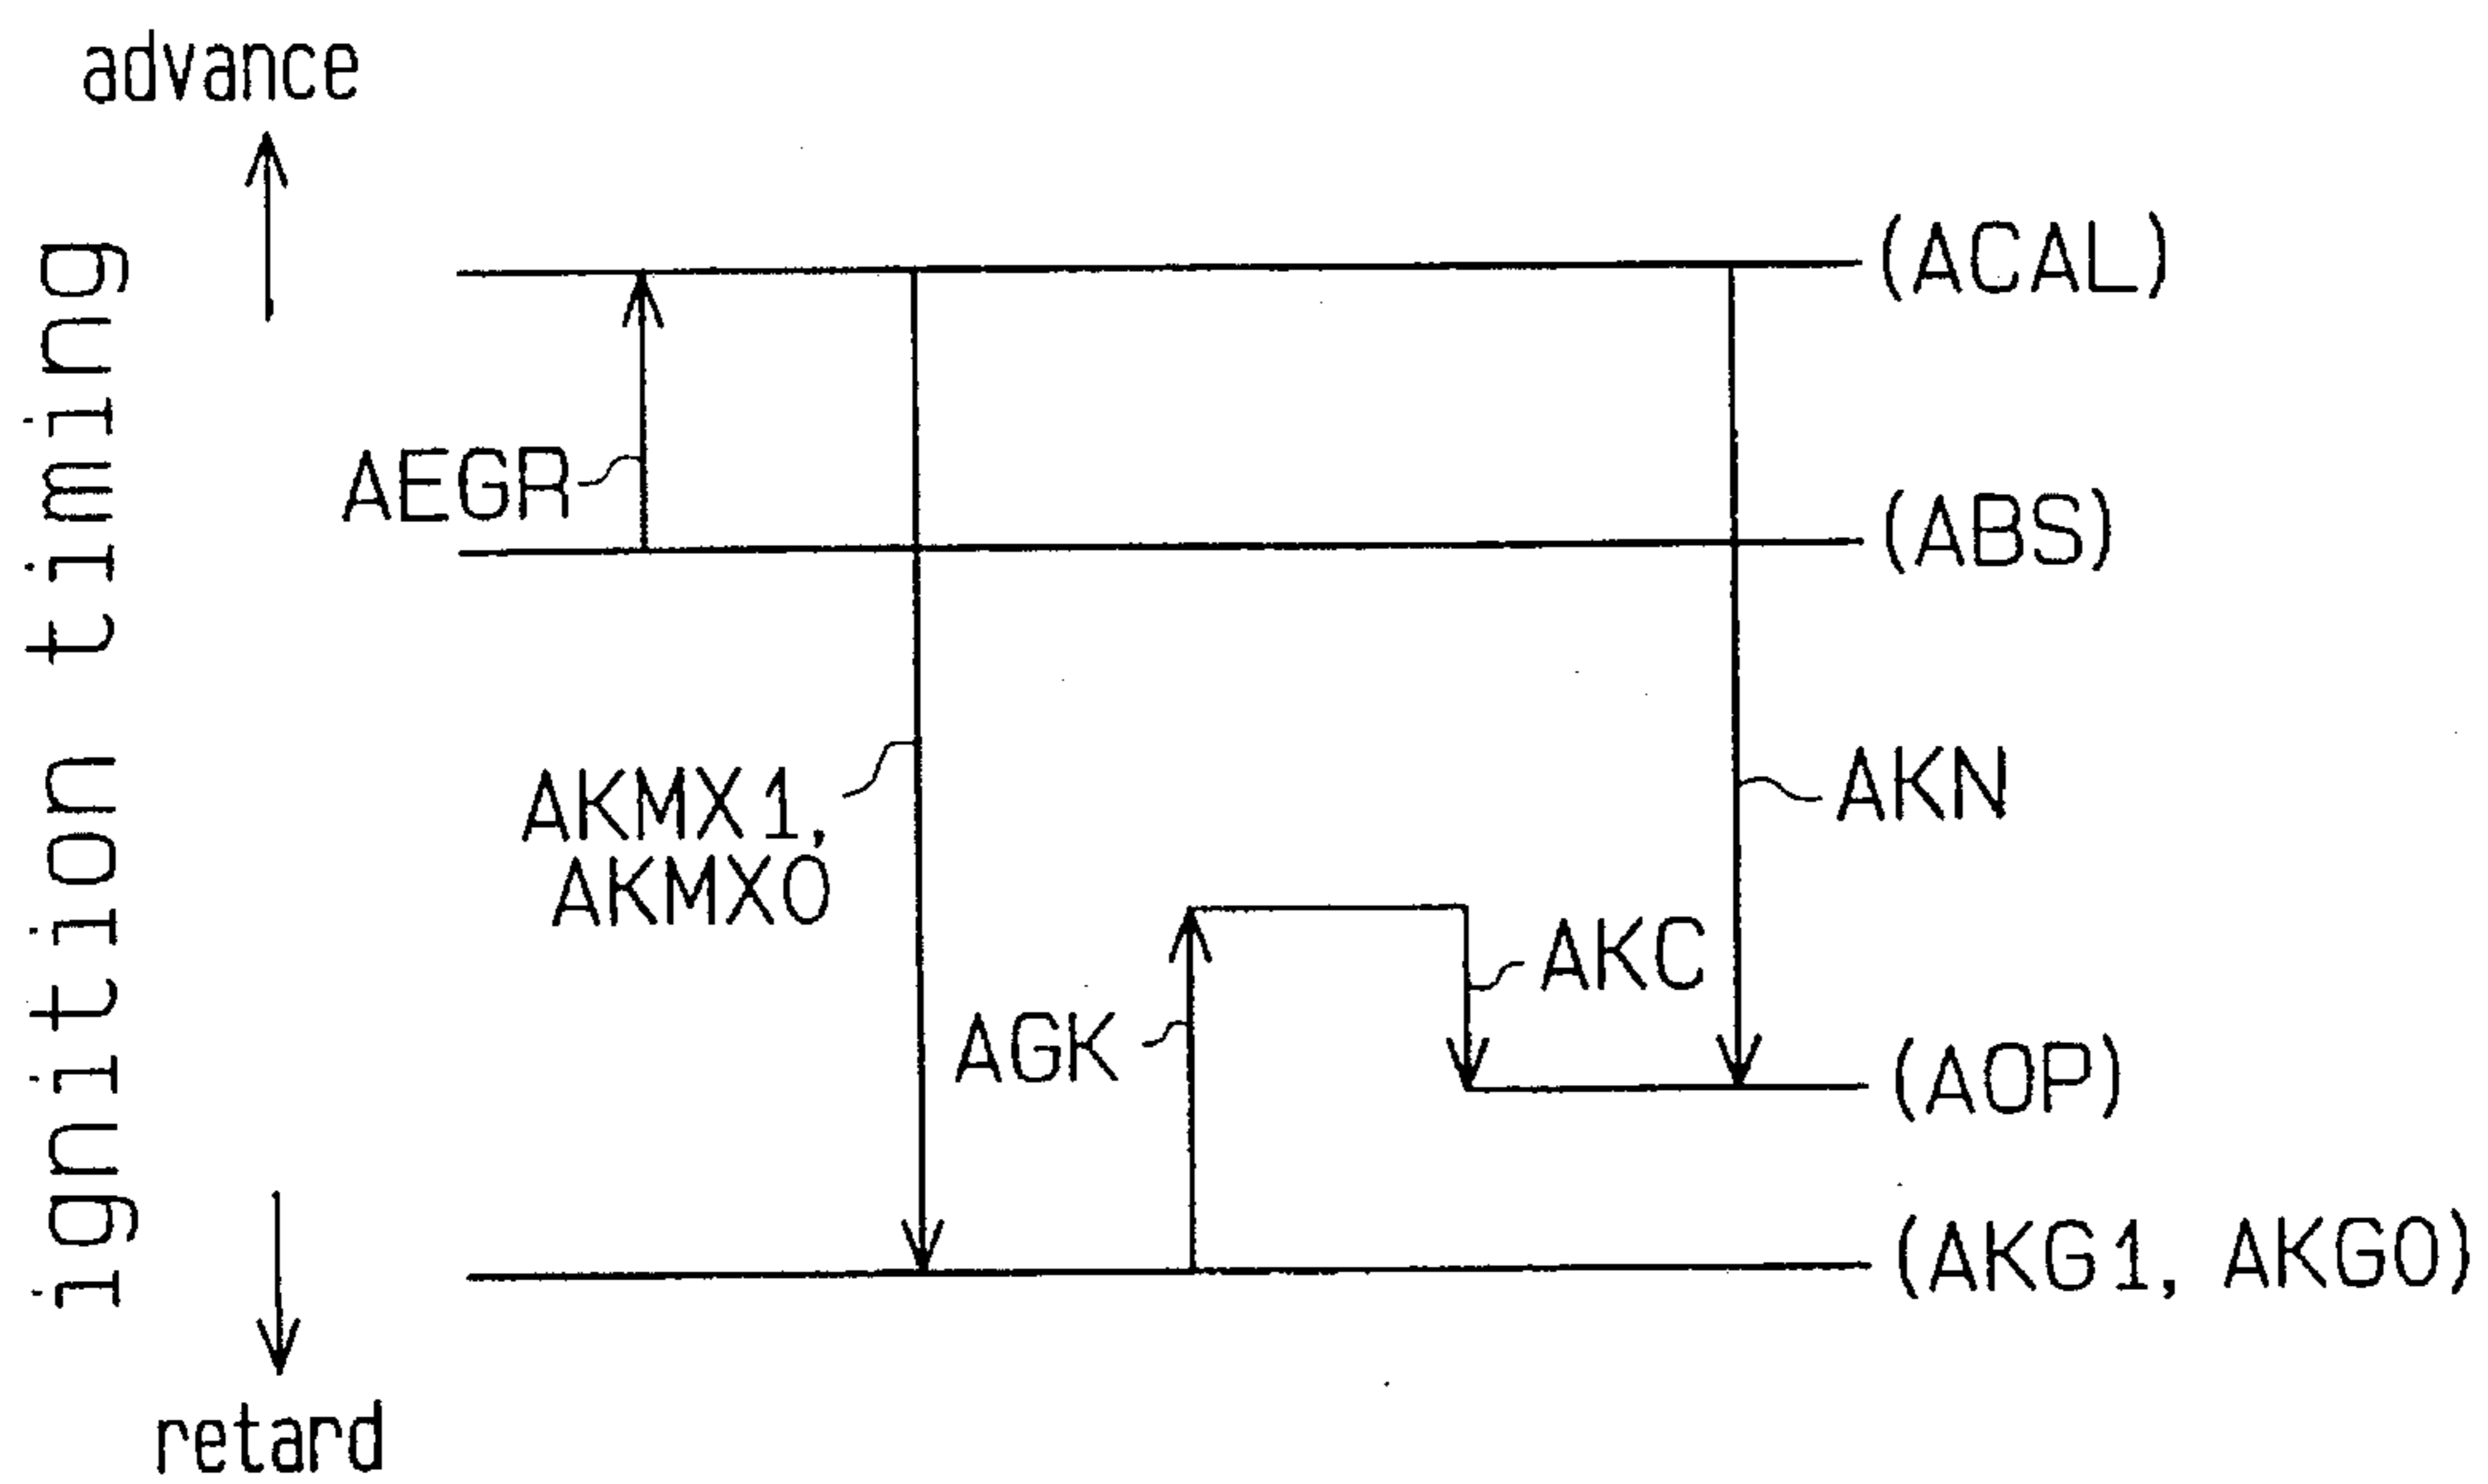 advance
ignition timing
(ACAL)
AEGR
(ABS)
AKMX1,
AKMX0
AKN
AKC
AGK
(AOP)
(AKG1, AKG0)
retard